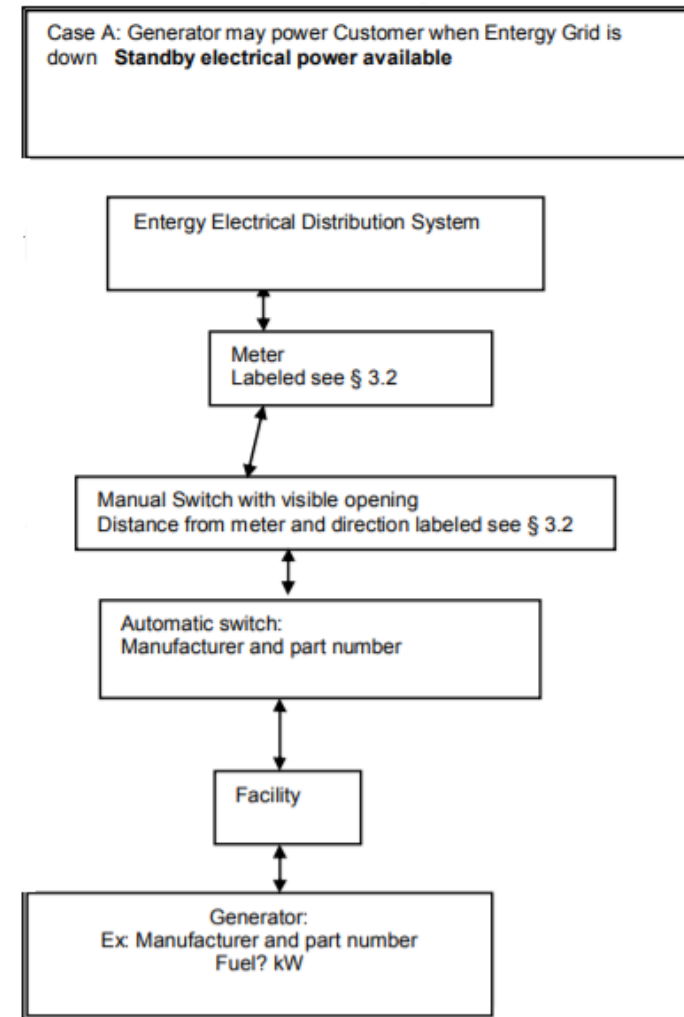 Case A: Generator may power Customer when Entergy Grid is
down Standby electrical power available
Entergy Electrical Distribution System
Meter
Labeled see § 3.2
Manual Switch with visible opening
Distance from meter and direction labeled see § 3.2
Automatic switch:
Manufacturer and part number
Facility
Generator:
Ex: Manufacturer and part number
Fuel? kW